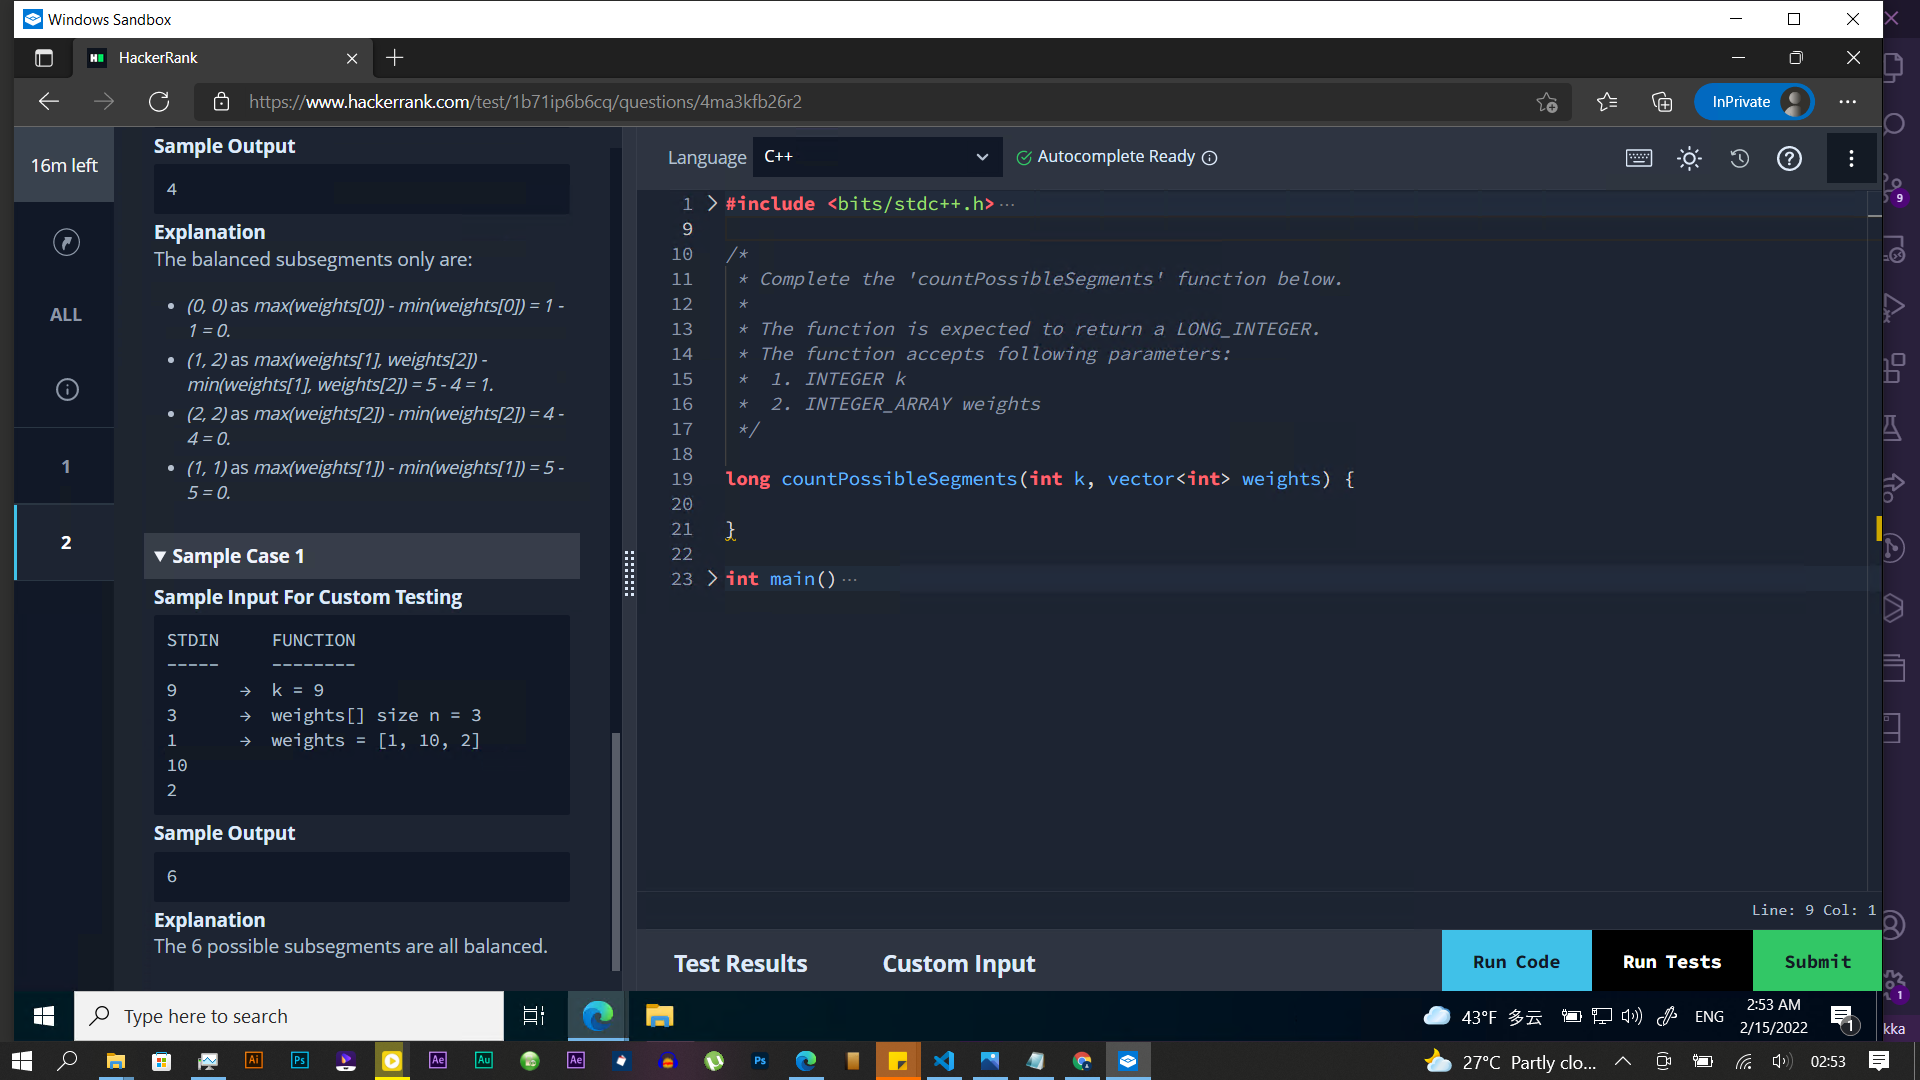 Windows Sandbox
HackerRank
https://www.hackerrank.com/test/1b71ip6b6cq/questions/4ma3kfb26r2
InPrivate
16m left
ALL
1
2
Sample Output
4
Explanation
The balanced subsegments only are:
• (0, 0) as max(weights[0]) - min(weights[0]) = 1 -
1 = 0.
• (1, 2) as max(weights[1], weights[2]) -
min(weights[1], weights[2]) = 5 - 4 = 1.
• (2, 2) as max(weights[2]) - min(weights[2]) = 4 -
4 = 0.
• (1, 1) as max(weights[1]) - min(weights[1]) = 5 -
5 = 0.
▼ Sample Case 1
Sample Input For Custom Testing
STDIN FUNCTION
----- --------
9 → k = 9
3 → weights[] size n = 3
1 → weights = [1, 10, 2]
10
2
Sample Output
6
Explanation
The 6 possible subsegments are all balanced.
Language C++ Autocomplete Ready
1 #include <bits/stdc++.h>···
9
10 /*
11 * Complete the 'countPossibleSegments' function below.
12 *
13 * The function is expected to return a LONG_INTEGER.
14 * The function accepts following parameters:
15 * 1. INTEGER k
16 * 2. INTEGER_ARRAY weights
17 */
18
19 long countPossibleSegments(int k, vector<int> weights) {
20
21 }
22
23 int main()···
Line: 9 Col: 1
Test Results Custom Input Run Code Run Tests Submit
9
1
kka
Type here to search
43°F 多云 ENG
2:53 AM
2/15/2022
1
Ai Ps Ae Au Ae Ps
27°C Partly clo... 02:53